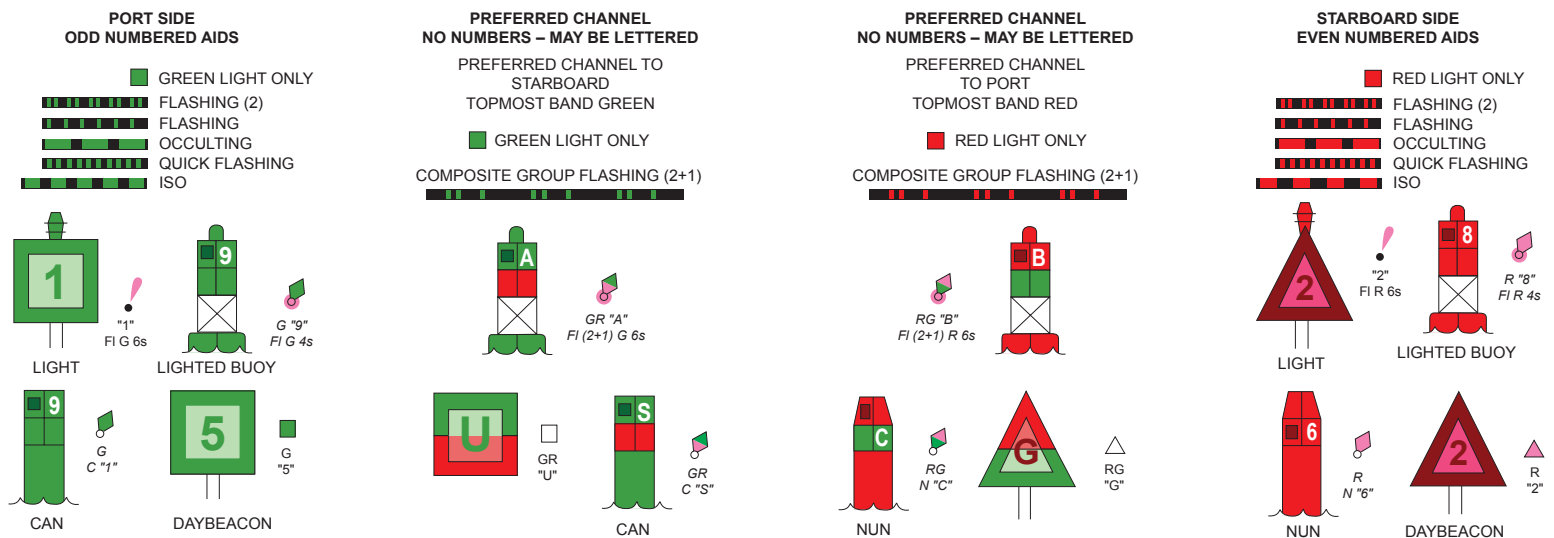 PORT SIDE
ODD NUMBERED AIDS
GREEN LIGHT ONLY
FLASHING (2)
FLASHING
OCCULTING
QUICK FLASHING
ISO
1
"1"
Fl G 6s
LIGHT
9
G "9"
Fl G 4s
LIGHTED BUOY
9
G
C "1"
CAN
5
G
"5"
DAYBEACON
PREFERRED CHANNEL
NO NUMBERS – MAY BE LETTERED
PREFERRED CHANNEL TO
STARBOARD
TOPMOST BAND GREEN
GREEN LIGHT ONLY
COMPOSITE GROUP FLASHING (2+1)
A
GR "A"
Fl (2+1) G 6s
U
GR
"U"
S
GR
C "S"
CAN
PREFERRED CHANNEL
NO NUMBERS – MAY BE LETTERED
PREFERRED CHANNEL
TO PORT
TOPMOST BAND RED
RED LIGHT ONLY
COMPOSITE GROUP FLASHING (2+1)
RG "B"
Fl (2+1) R 6s
B
C
RG
N "C"
NUN
G
RG
"G"
STARBOARD SIDE
EVEN NUMBERED AIDS
RED LIGHT ONLY
FLASHING (2)
FLASHING
OCCULTING
QUICK FLASHING
ISO
2
"2"
Fl R 6s
LIGHT
8
R "8"
Fl R 4s
LIGHTED BUOY
6
R
N "6"
NUN
2
R
"2"
DAYBEACON